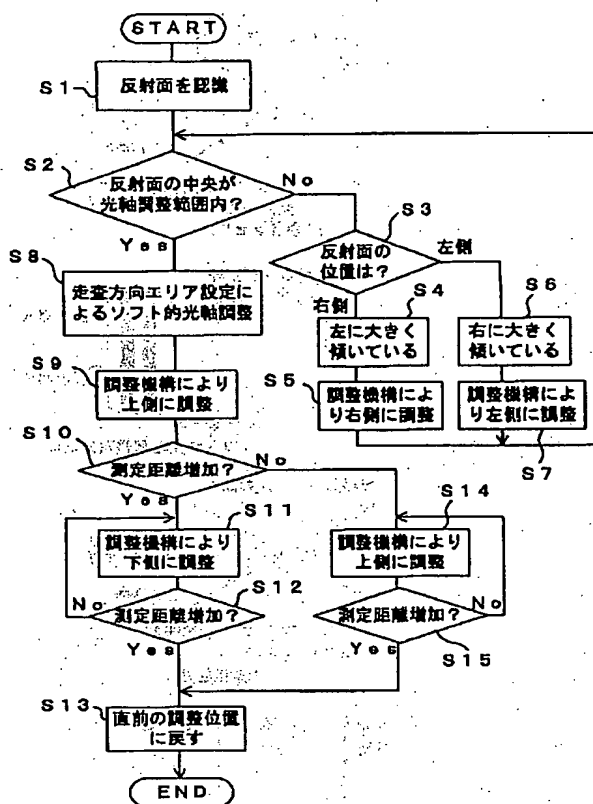 START
S1
反射面を認識
S2
反射面の中央が
光軸調整範囲内?
No
Yes
S3
反射面の
位置は?
左側
右側
S4
左に大きく
傾いている
S5
調整機構によ
り右側に調整
S6
右に大きく
傾いている
調整機構によ
り左側に調整
S7
S8
走査方向エリア設定に
よるソフト的光軸調整
S9
調整機構により
上側に調整
S10
測定距離増加?
No
Yes
S11
調整機構により
下側に調整
S12
測定距離増加?
No
Yes
S14
調整機構により
上側に調整
測定距離増加?
No
Yes
S15
S13
直前の調整位置
に戻す
END